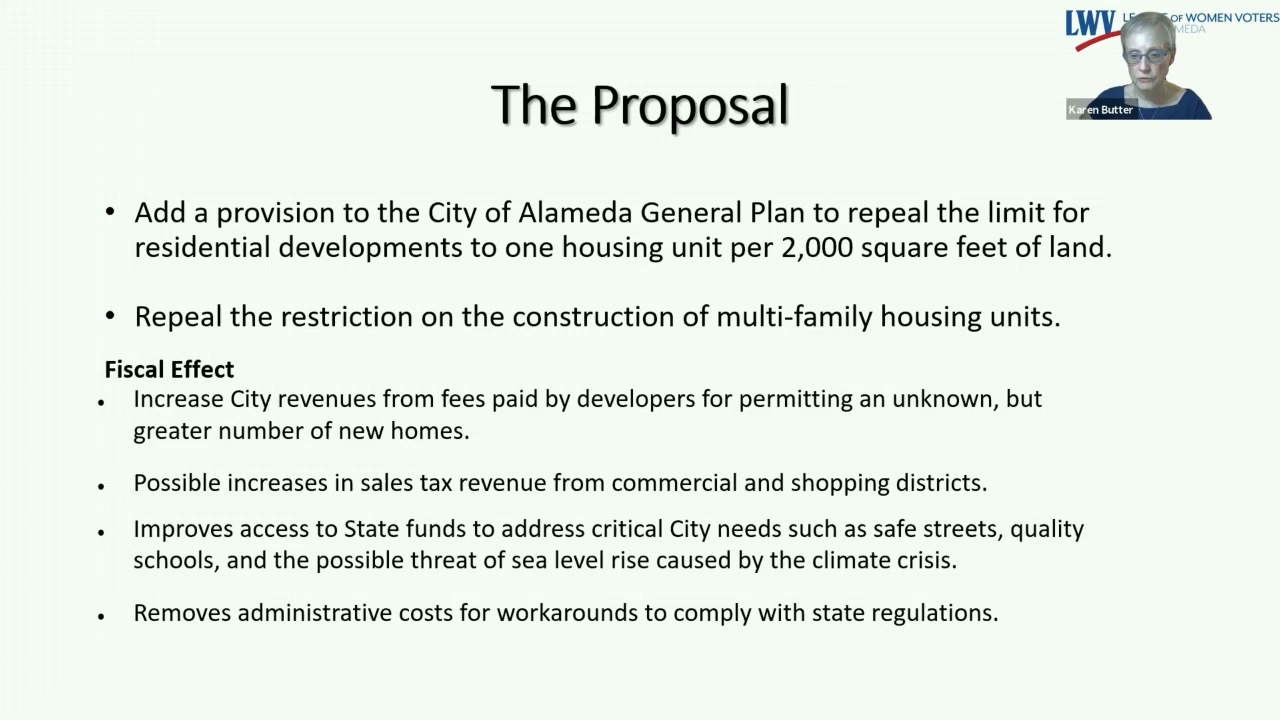 LWV
OF WOMEN VOTERS
Karen Butter
The Proposal
• Add a provision to the City of Alameda General Plan to repeal the limit for
residential developments to one housing unit per 2,000 square feet of land.
• Repeal the restriction on the construction of multi-family housing units.
Fiscal Effect
• Increase City revenues from fees paid by developers for permitting an unknown, but
greater number of new homes.
• Possible increases in sales tax revenue from commercial and shopping districts.
• Improves access to State funds to address critical City needs such as safe streets, quality
schools, and the possible threat of sea level rise caused by the climate crisis.
• Removes administrative costs for workarounds to comply with state regulations.